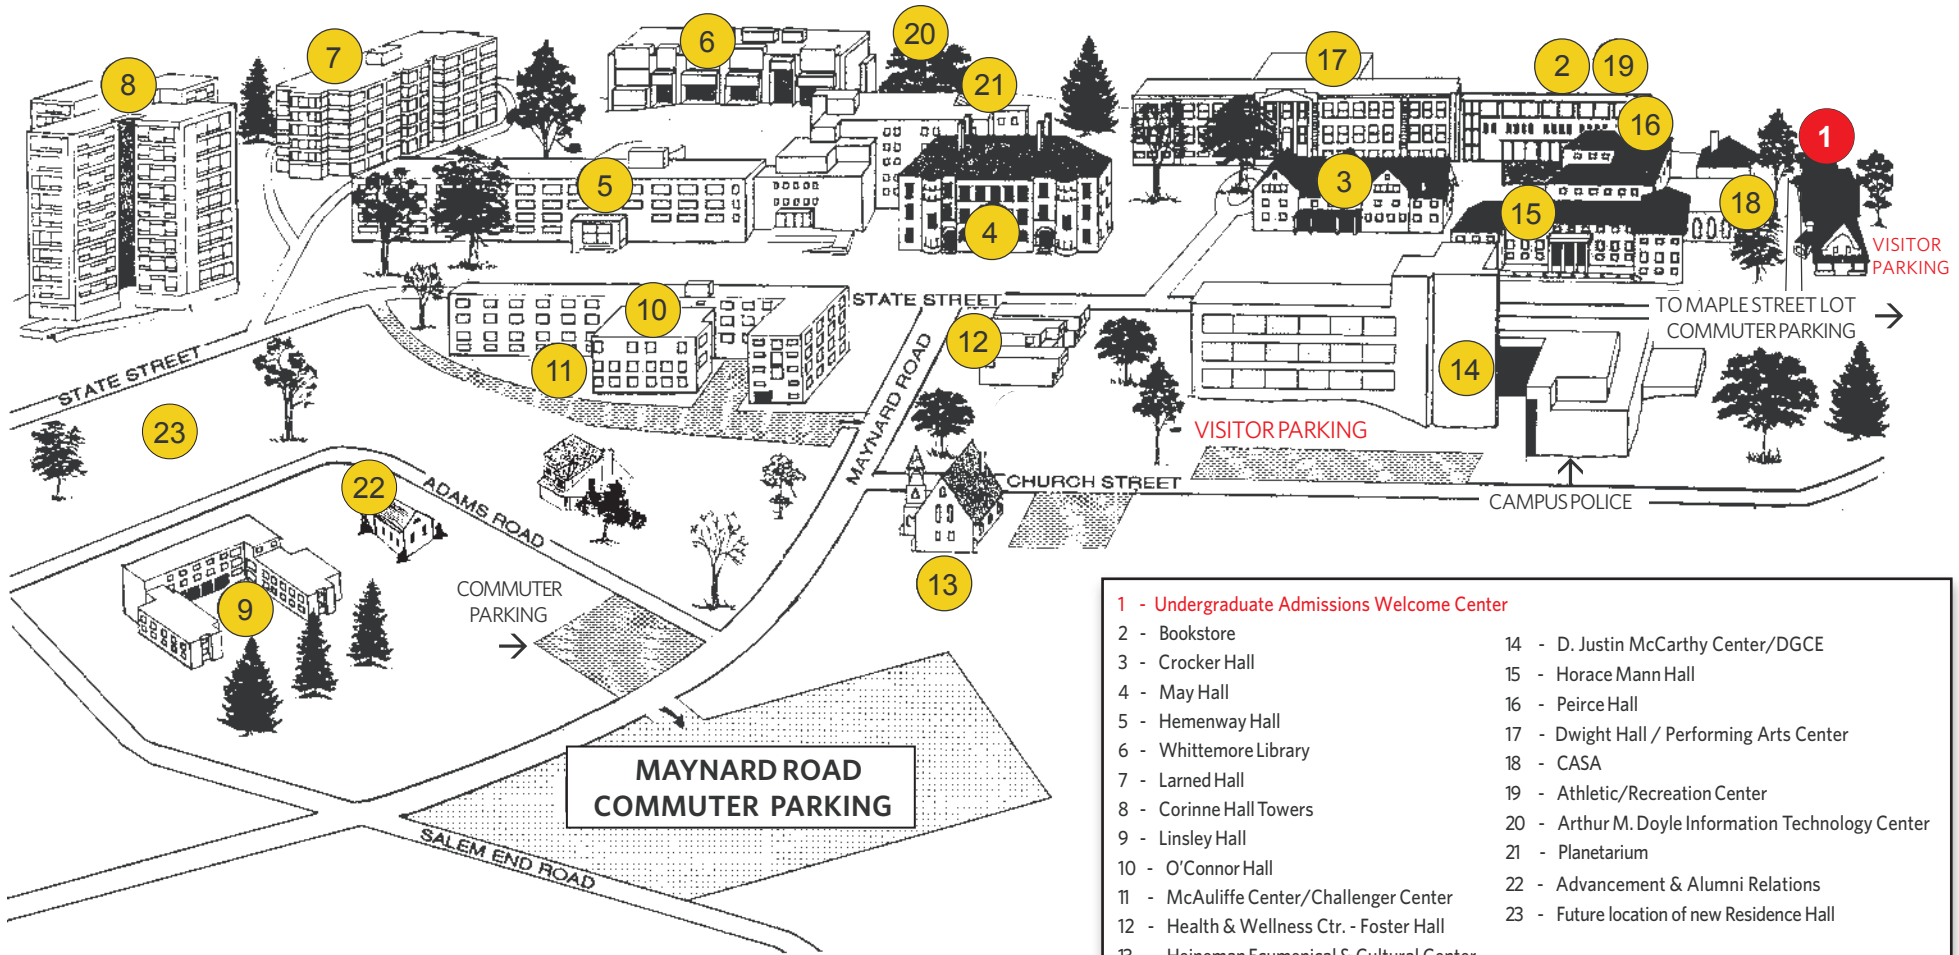 20
6
7
17
2
19
8
21
16
1
5
3
18
15
4
VISITOR
PARKING
STATE STREET
TO MAPLE STREET LOT
COMMUTER PARKING
10
12
MAYNARD ROAD
STATE STREET
11
14
23
VISITOR PARKING
22
ADAMS ROAD
CHURCH STREET
CAMPUS POLICE
COMMUTER
PARKING
9
13
MAYNARD ROAD
COMMUTER PARKING
SALEM END ROAD
1 - Undergraduate Admissions Welcome Center
2 - Bookstore
3 - Crocker Hall
4 - May Hall
5 - Hemenway Hall
6 - Whittemore Library
7 - Larned Hall
8 - Corinne Hall Towers
9 - Linsley Hall
10 - O'Connor Hall
11 - McAuliffe Center/Challenger Center
12 - Health & Wellness Ctr. - Foster Hall
13 - Heineman Ecumenical & Cultural Center
14 - D. Justin McCarthy Center/DGCE
15 - Horace Mann Hall
16 - Peirce Hall
17 - Dwight Hall / Performing Arts Center
18 - CASA
19 - Athletic/Recreation Center
20 - Arthur M. Doyle Information Technology Center
21 - Planetarium
22 - Advancement & Alumni Relations
23 - Future location of new Residence Hall